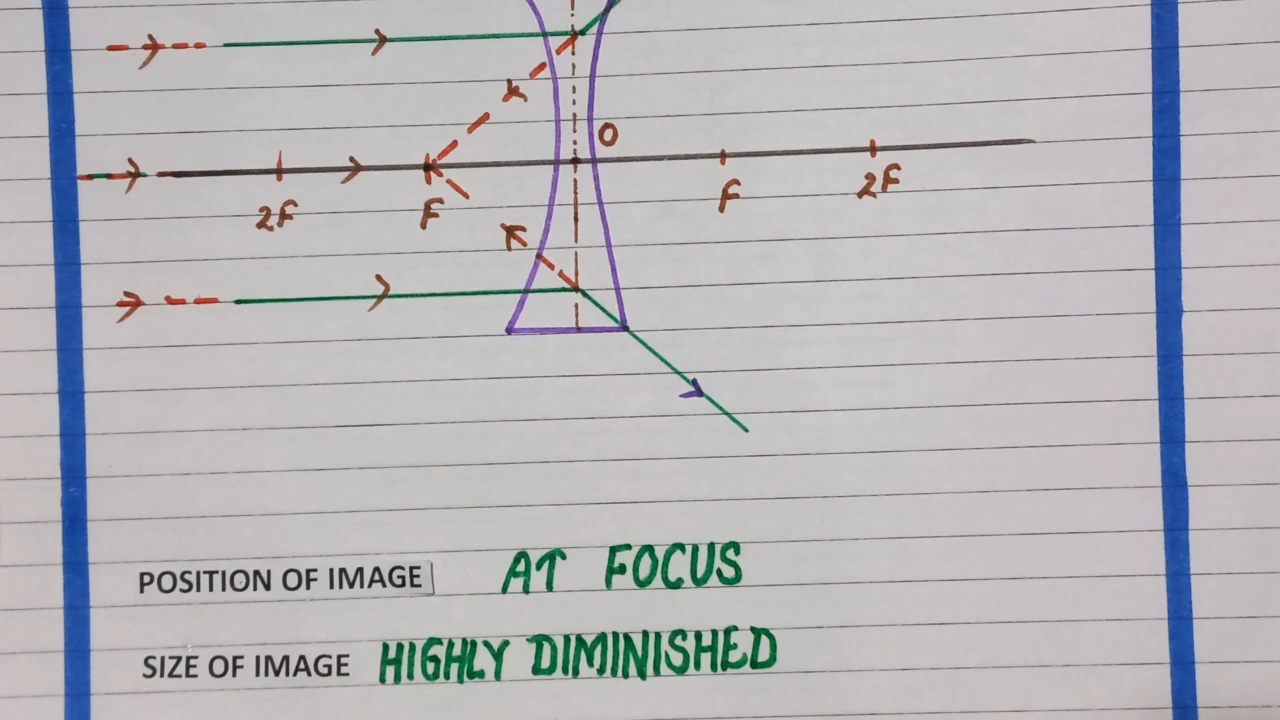 O
2F F F 2F
POSITION OF IMAGE AT FOCUS
SIZE OF IMAGE HIGHLY DIMINISHED